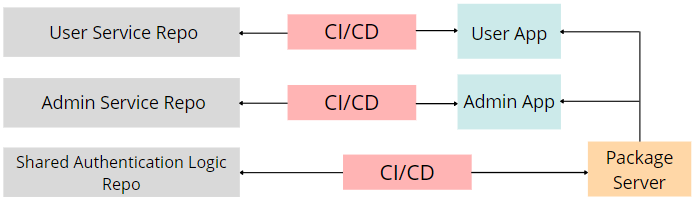 User Service Repo
CI/CD
User App
Admin Service Repo
CI/CD
Admin App
Shared Authentication Logic
Repo
CI/CD
Package
Server